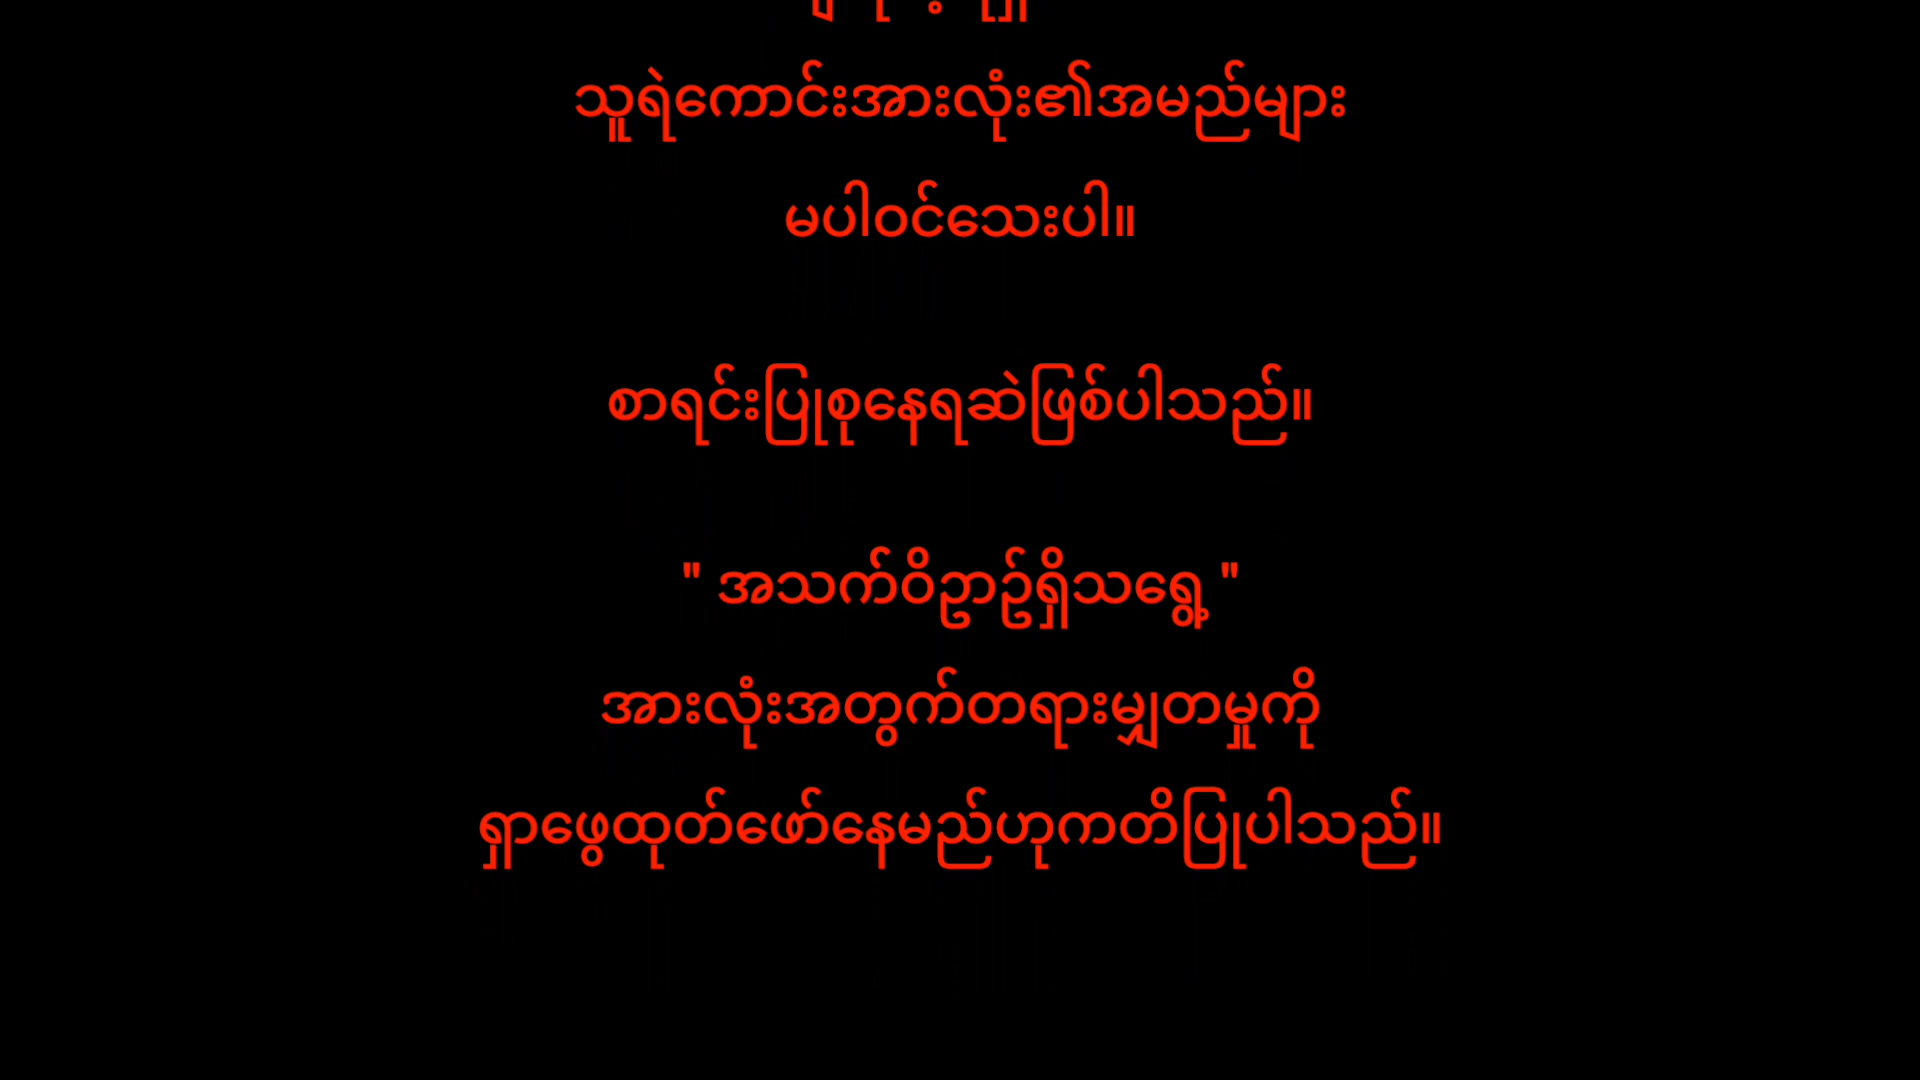 သူရဲကောင်းအားလုံး၏အမည်များ
မပါဝင်သေးပါ။
စာရင်းပြုစုနေရဆဲဖြစ်ပါသည်။
" အသက်ဝိဉာဥ်ရှိသရွေ့ "
အားလုံးအတွက်တရားမျှတမှုကို
ရှာဖွေထုတ်ဖော်နေမည်ဟုကတိပြုပါသည်။